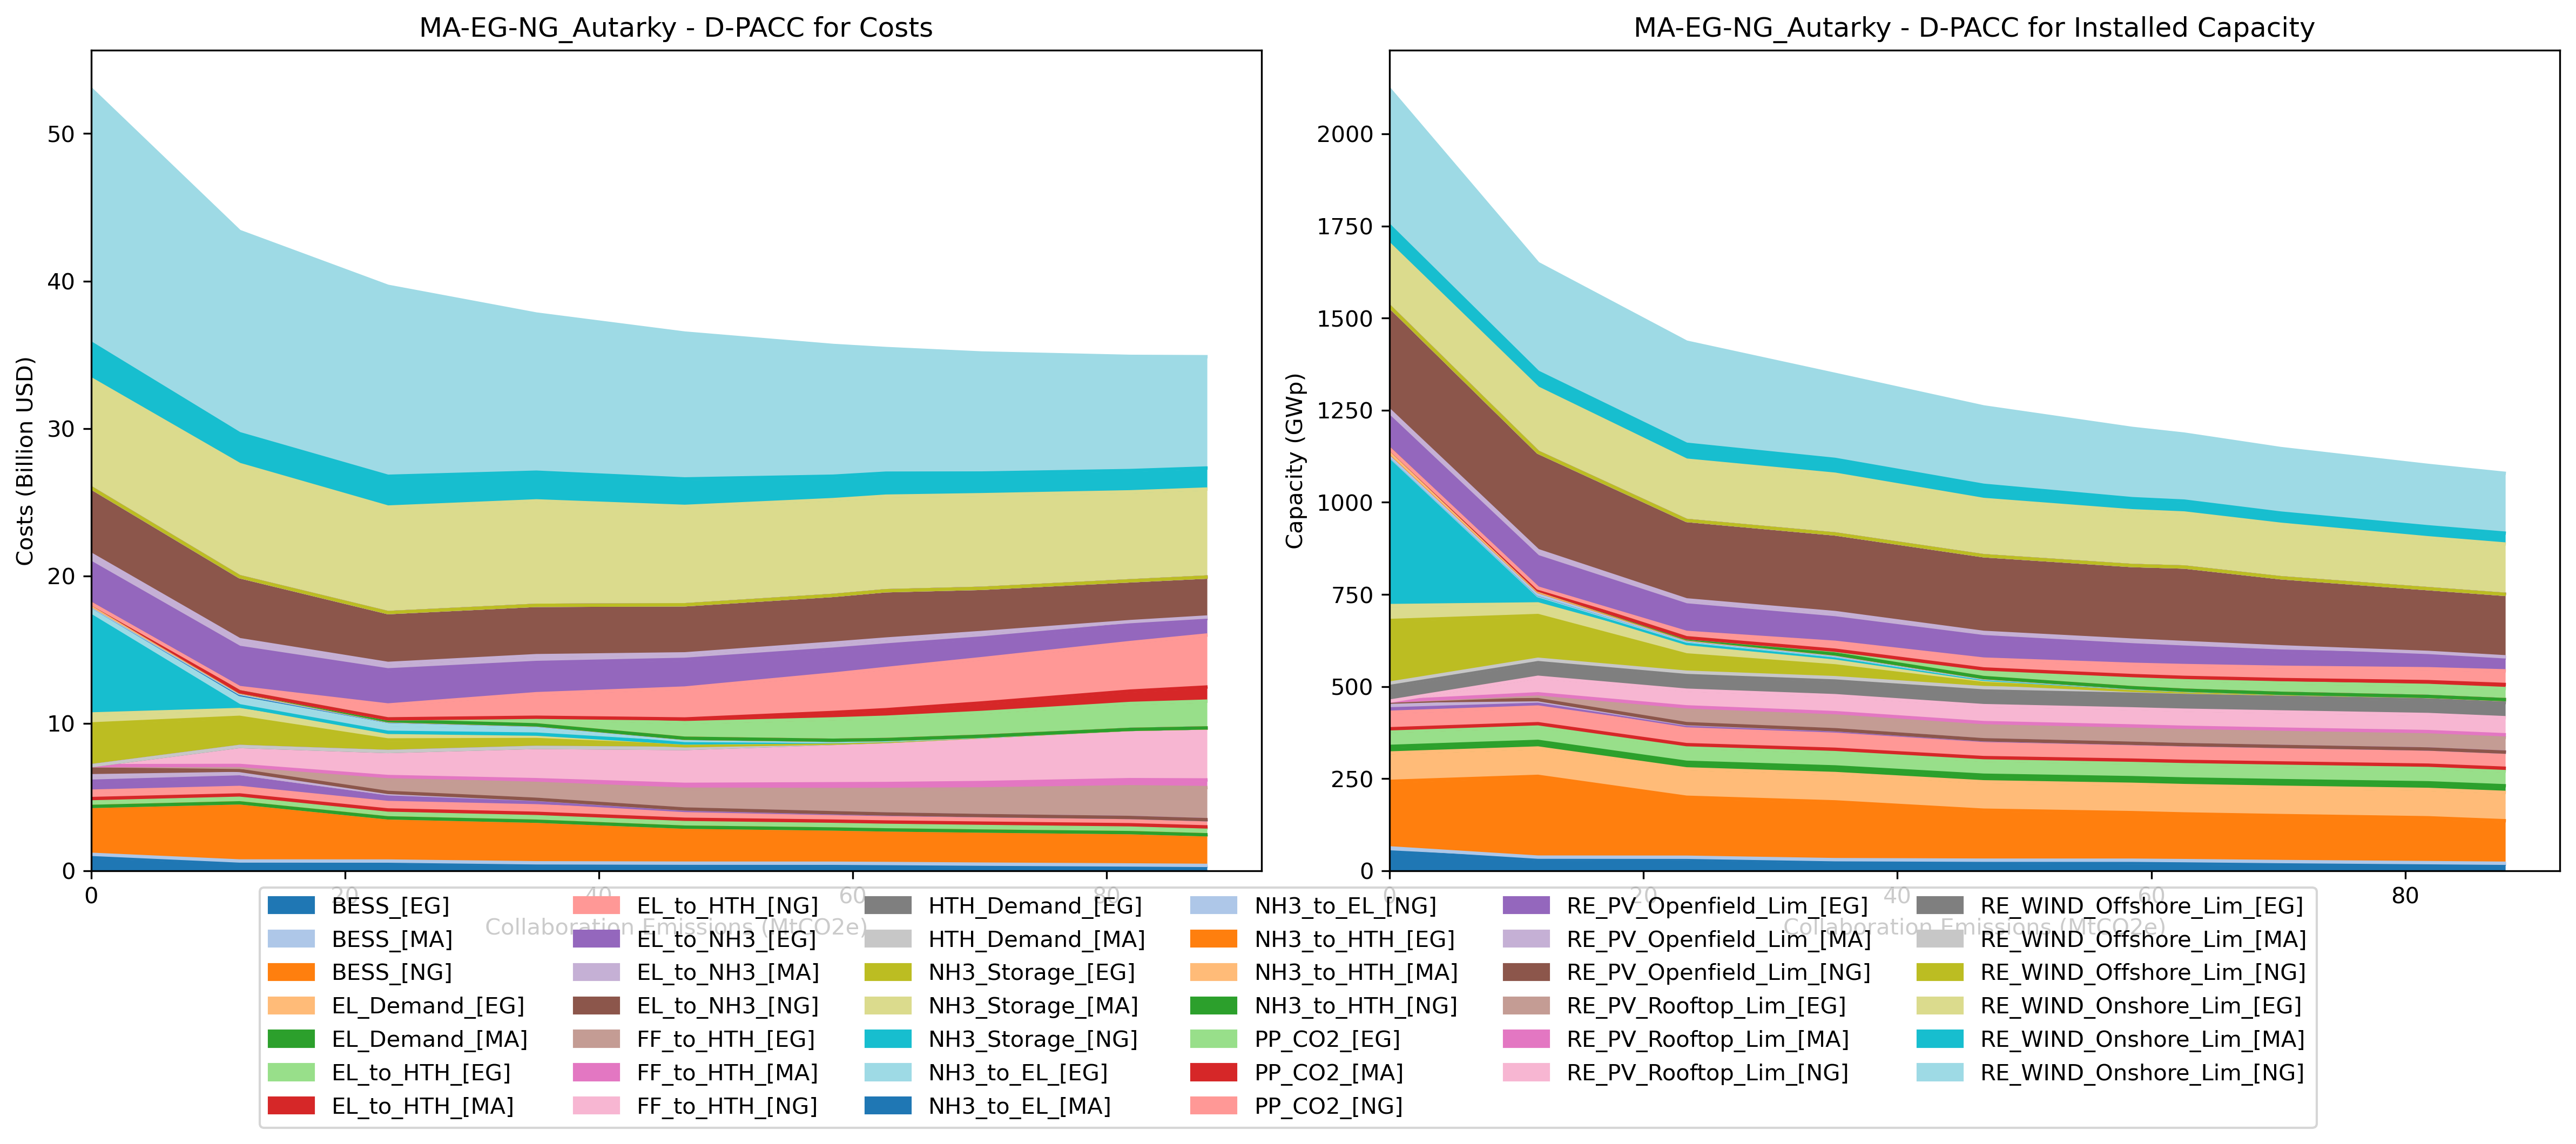 MA-EG-NG_Autarky - D-PACC for Costs
MA-EG-NG_Autarky - D-PACC for Installed Capacity
Costs (Billion USD)
50
40
30
20
10
0
Capacity (GWp)
2000
1750
1500
1250
1000
750
500
250
0
0 20 40 60 80
0 20 40 60 80
Collaboration Emissions (MtCO2e)
Collaboration Emissions (MtCO2e)
BESS_[EG]
BESS_[MA]
BESS_[NG]
EL_Demand_[EG]
EL_Demand_[MA]
EL_to_HTH_[EG]
EL_to_HTH_[MA]
EL_to_HTH_[NG]
EL_to_NH3_[EG]
EL_to_NH3_[MA]
EL_to_NH3_[NG]
FF_to_HTH_[EG]
FF_to_HTH_[MA]
FF_to_HTH_[NG]
HTH_Demand_[EG]
HTH_Demand_[MA]
NH3_Storage_[EG]
NH3_Storage_[MA]
NH3_Storage_[NG]
NH3_to_EL_[EG]
NH3_to_EL_[MA]
NH3_to_EL_[NG]
NH3_to_HTH_[EG]
NH3_to_HTH_[MA]
NH3_to_HTH_[NG]
PP_CO2_[EG]
PP_CO2_[MA]
PP_CO2_[NG]
RE_PV_Openfield_Lim_[EG]
RE_PV_Openfield_Lim_[MA]
RE_PV_Openfield_Lim_[NG]
RE_PV_Rooftop_Lim_[EG]
RE_PV_Rooftop_Lim_[MA]
RE_PV_Rooftop_Lim_[NG]
RE_WIND_Offshore_Lim_[EG]
RE_WIND_Offshore_Lim_[MA]
RE_WIND_Offshore_Lim_[NG]
RE_WIND_Onshore_Lim_[EG]
RE_WIND_Onshore_Lim_[MA]
RE_WIND_Onshore_Lim_[NG]